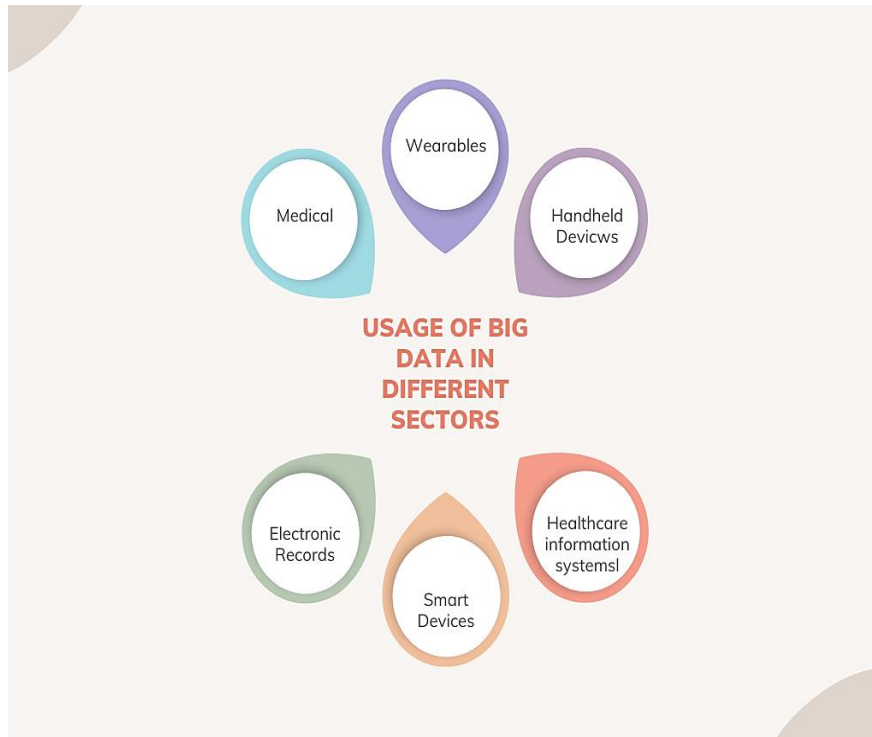 Wearables
Medical
Handheld
Devicws
USAGE OF BIG
DATA IN
DIFFERENT
SECTORS
Electronic
Records
Healthcare
information
systemsl
Smart
Devices